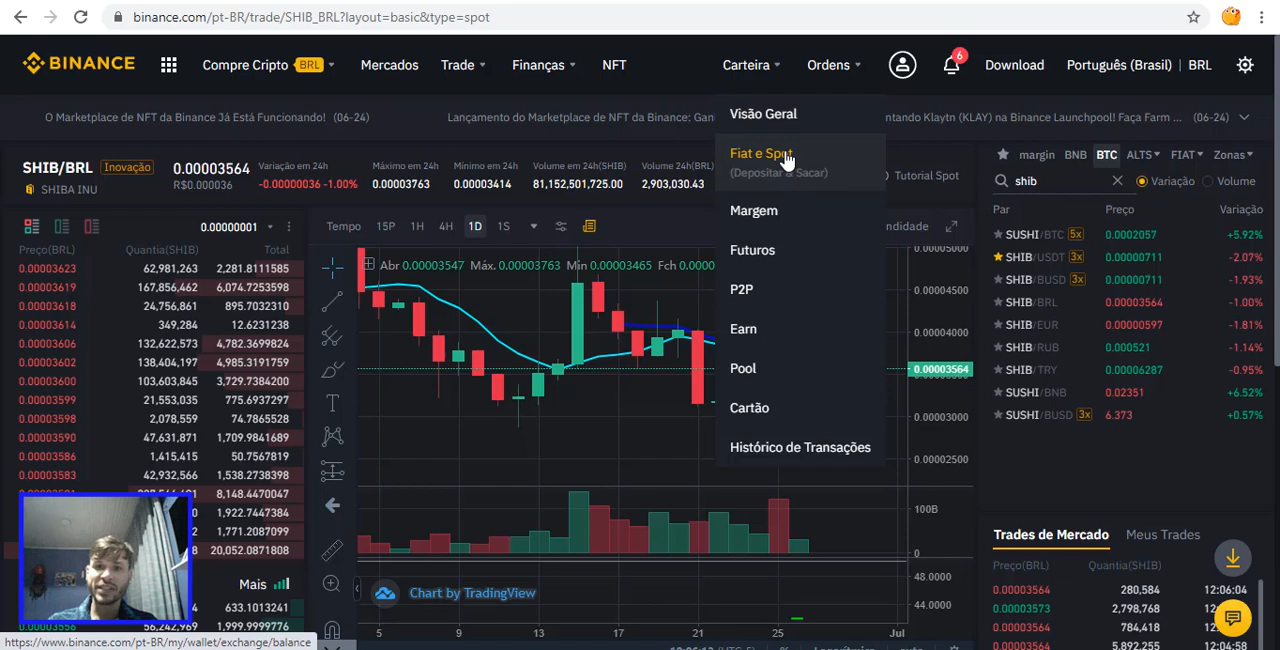 binance.com/pt-BR/trade/SHIB_BRL?layout=basic&type=spot
BINANCE
Compre Cripto BRL
Mercados
Trade
Finanças
NFT
Carteira
Ordens
6
Download
Português (Brasil) | BRL
O Marketplace de NFT da Binance Já Está Funcionando! (06-24)
Lançamento do Marketplace de NFT da Binance:
Klaytn (KLAY) no Binance Launchpool! Faça Farm ... (06-24)
Visão Geral
Fiat e Spot
(Depositar & Sacar)
Margem
Futuros
P2P
Earn
Pool
Cartão
Histórico de Transações
SHIB/BRL Inovação
SHIBA INU
0.00003564
R$0.000036
Variação em 24h
-0.00000036 -1.00%
Máximo em 24h
0.00003763
Mínimo em 24h
0.00003414
Volume em 24h(SHIB)
81,152,501,725.00
Volume 24h(BRL)
2,903,030.43
Tutorial Spot
0.00000001
Preço(BRL) Quantia(SHIB) Total
0.00003623 62,981,263 2,281.8111585
0.00003619 167,856,462 6,074.7253598
0.00003618 24,756,861 895.7032310
0.00003614 349,284 12.6231238
0.00003606 132,622,573 4,782.3699824
0.00003602 138,404,197 4,985.3191759
0.00003600 103,603,845 3,729.7384200
0.00003599 21,553,035 775.6937297
0.00003598 2,078,559 74.7865528
0.00003590 47,631,871 1,709.9841689
0.00003586 1,415,415 50.7567819
0.00003583 42,932,566 1,538.2738398
8,148.4470047
1,922.7447384
1,771.2087099
20,052.0871808
Mais
633.1013241
1,999.9999776
Tempo 15P 1H 4H 1D 1S
Abr 0.00003547 Máx. 0.00003763 Mín 0.00003465 Fch 0.0000
0.00005000
0.00004500
0.00004000
0.00003564
0.00003000
0.00002500
100B
0
48.0000
44.0000
Chart by TradingView
5 9 13 17 21 25 Jul
margin BNB BTC ALTS FIAT Zonas
shib
Variação
Volume
Par Preço Variação
SUSHI/BTC 5x 0.0002057 +5.92%
SHIB/USDT 3x 0.00000711 -2.07%
SHIB/BUSD 3x 0.00000711 -1.93%
SHIB/BRL 0.00003564 -1.00%
SHIB/EUR 0.00000597 -1.81%
SHIB/RUB 0.000521 -1.14%
SHIB/TRY 0.00006287 -0.95%
SUSHI/BNB 0.02351 +6.52%
SUSHI/BUSD 3x 6.373 +0.57%
Trades de Mercado
Meus Trades
Preço(BRL) Quantia(SHIB)
0.00003564 280,584 12:06:04
0.00003573 2,798,768
0.00003564 784,418
0.00003564 5,892,255 12:04:58
https://www.binance.com/pt-BR/my/wallet/exchange/balance